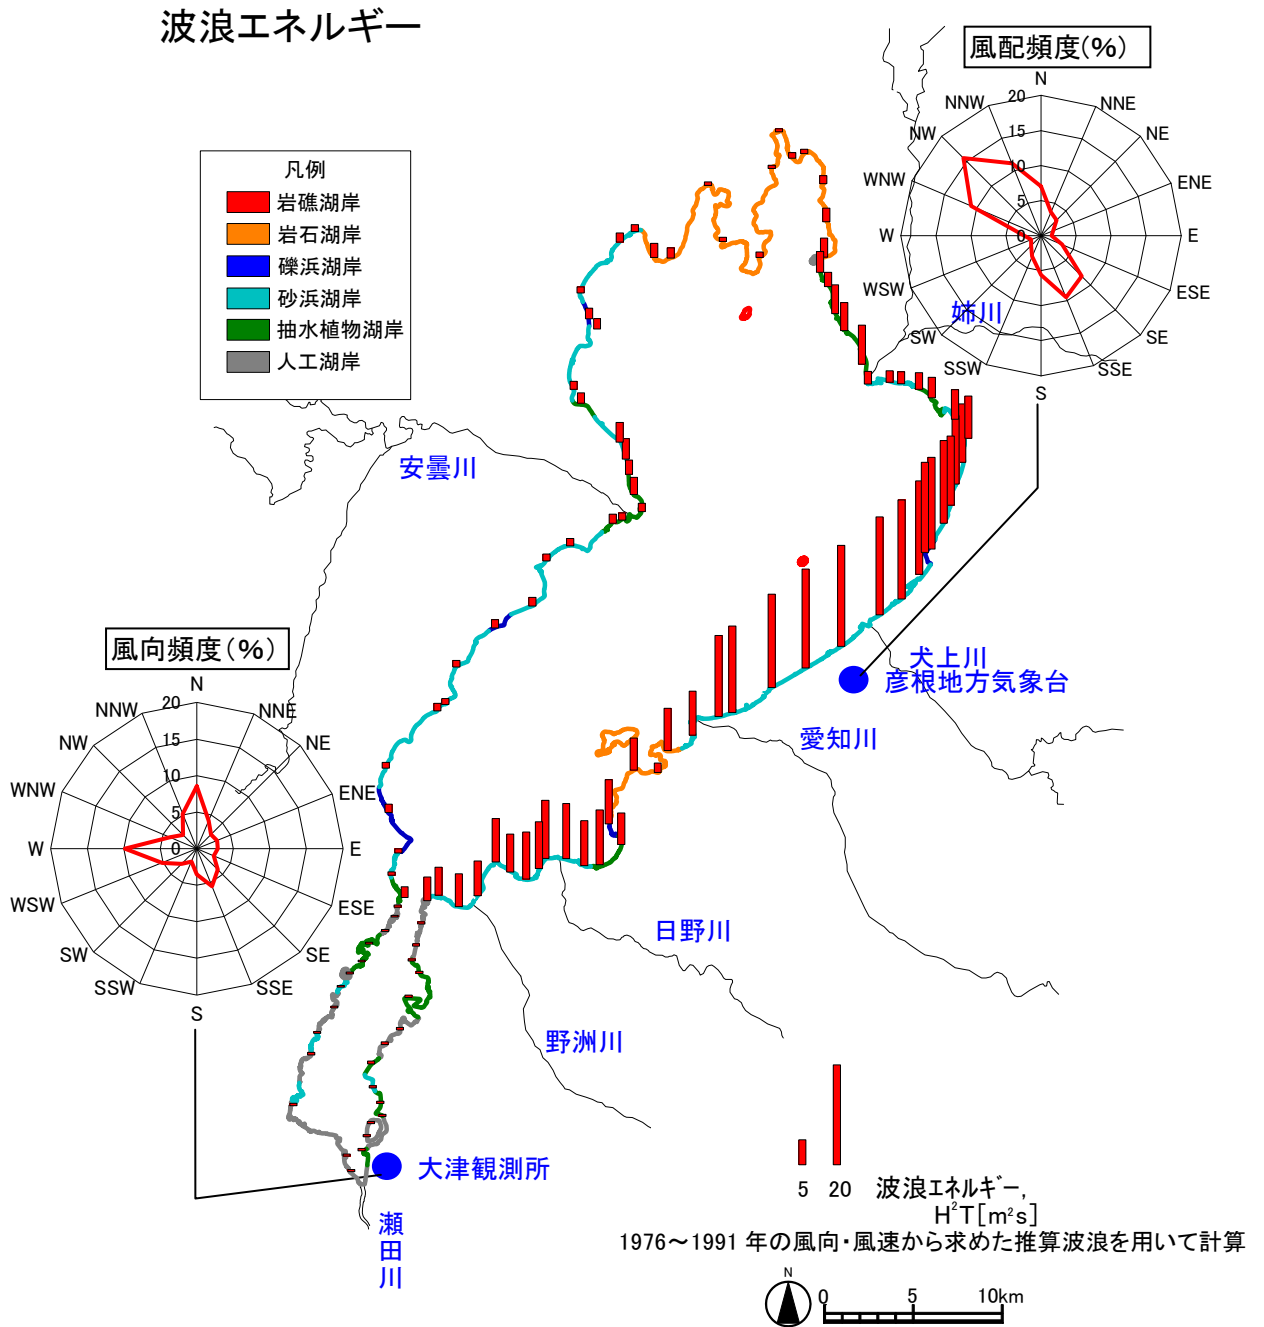 波浪エネルギー
風配頻度(%)
N
NNE
NE
ENE
E
ESE
SE
SSE
S
SSW
SW
WSW
W
WNW
NW
NNW
20
15
10
5
0
凡例
岩礁湖岸
岩石湖岸
礫浜湖岸
砂浜湖岸
抽水植物湖岸
人工湖岸
姉川
安曇川
風向頻度(%)
N
NNE
NE
ENE
E
ESE
SE
SSE
S
SSW
SW
WSW
W
WNW
NW
NNW
20
15
10
5
0
犬上川
彦根地方気象台
愛知川
日野川
野洲川
大津観測所
瀬田川
5 20 波浪エネルギー,
H²T[m²s]
1976～1991 年の風向・風速から求めた推算波浪を用いて計算
N
0 5 10km